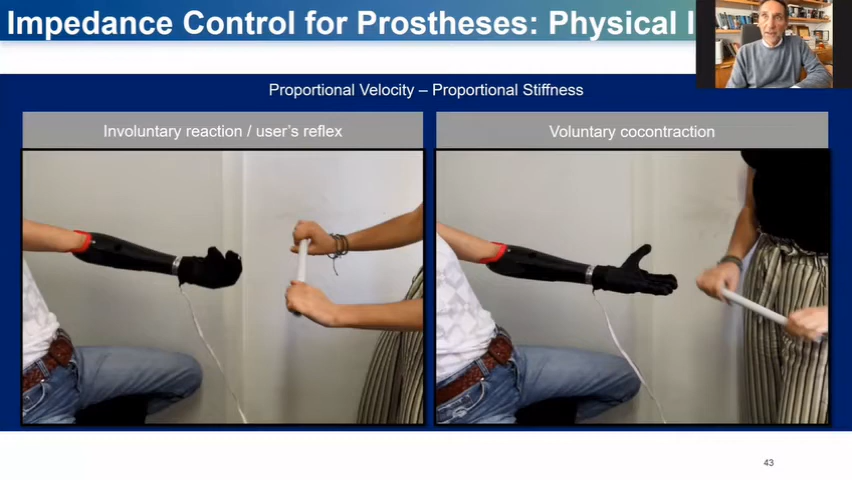 Impedance Control for Prostheses: Physical
Proportional Velocity – Proportional Stiffness
Involuntary reaction / user's reflex
Voluntary cocontraction
43